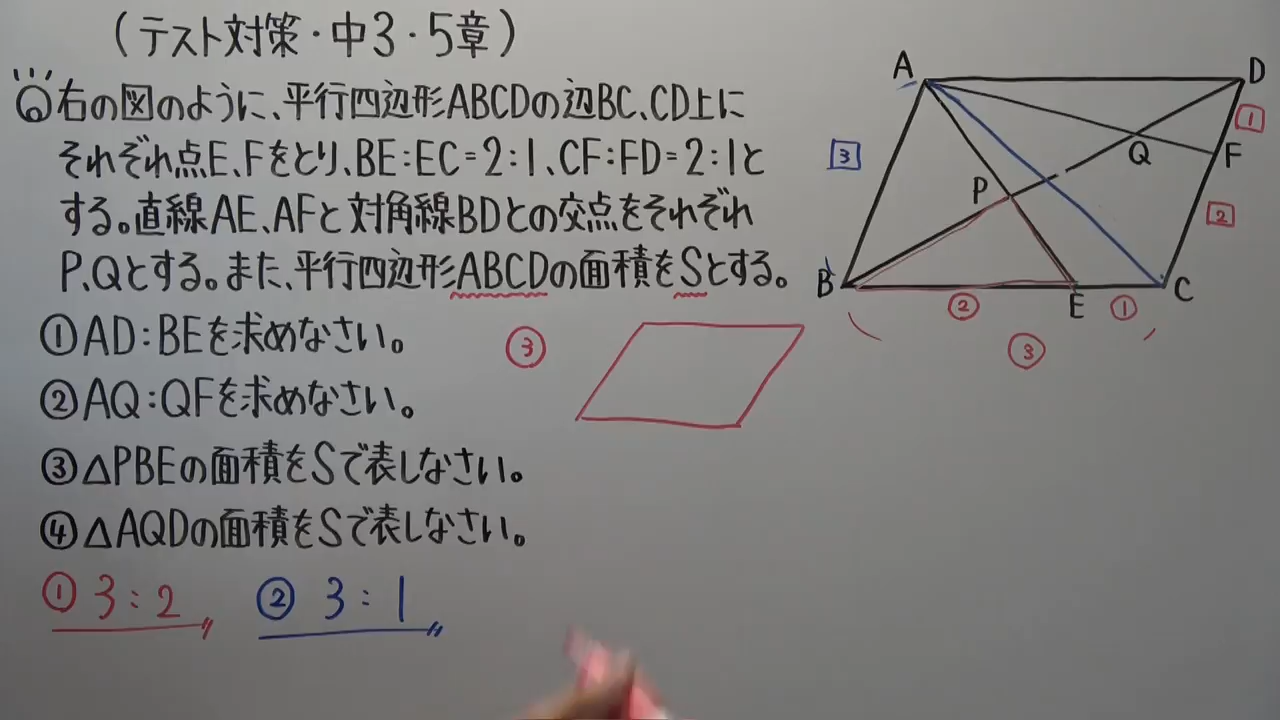 (テスト対策・中3・5章)
Q 右の図のように、平行四辺形ABCDの辺BC、CD上に
それぞれ点E、Fをとり、BE:EC=2:1、CF:FD=2:1と
する。直線AE、AFと対角線BDとの交点をそれぞれ
P、Qとする。また、平行四辺形ABCDの面積をSとする。
①AD:BEを求めなさい。
②AQ:QFを求めなさい。
③△PBEの面積をSで表しなさい。
④△AQDの面積をSで表しなさい。
① 3:2 ② 3:1
③
A D
1
3 Q F
P 2
B E C
② ①
③